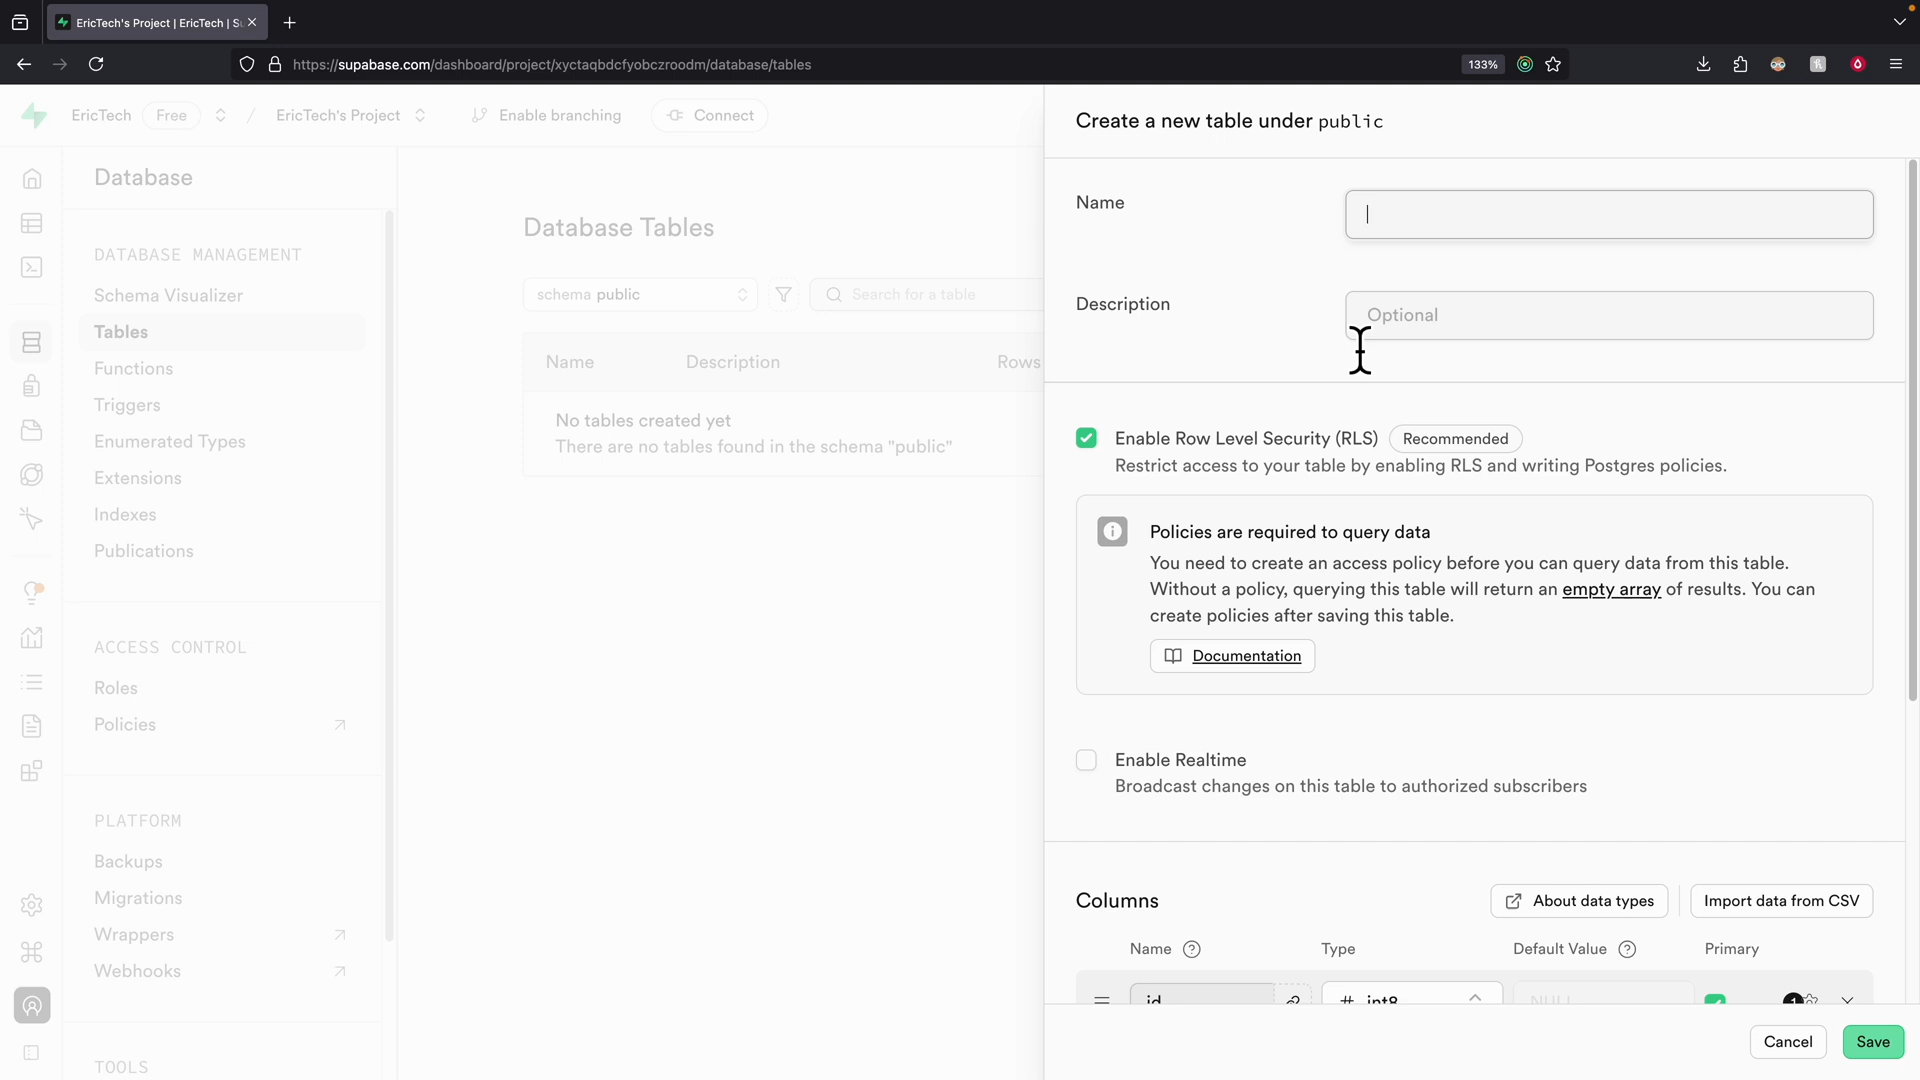 EricTech's Project | EricTech | S
https://supabase.com/dashboard/project/xyctaqbdcfyobczroodm/database/tables
133%
EricTech
Free
/
EricTech's Project
Enable branching
Connect
Database
DATABASE MANAGEMENT
Schema Visualizer
Tables
Functions
Triggers
Enumerated Types
Extensions
Indexes
Publications
ACCESS CONTROL
Roles
Policies
PLATFORM
Backups
Migrations
Wrappers
Webhooks
TOOLS
Database Tables
schema public
Search for a table
Name
Description
Rows
No tables created yet
There are no tables found in the schema "public"
Create a new table under public
Name
Description
Optional
Enable Row Level Security (RLS)
Recommended
Restrict access to your table by enabling RLS and writing Postgres policies.
Policies are required to query data
You need to create an access policy before you can query data from this table.
Without a policy, querying this table will return an empty array of results. You can
create policies after saving this table.
Documentation
Enable Realtime
Broadcast changes on this table to authorized subscribers
Columns
About data types
Import data from CSV
Name
Type
Default Value
Primary
id
# int8
NULL
1
Cancel
Save